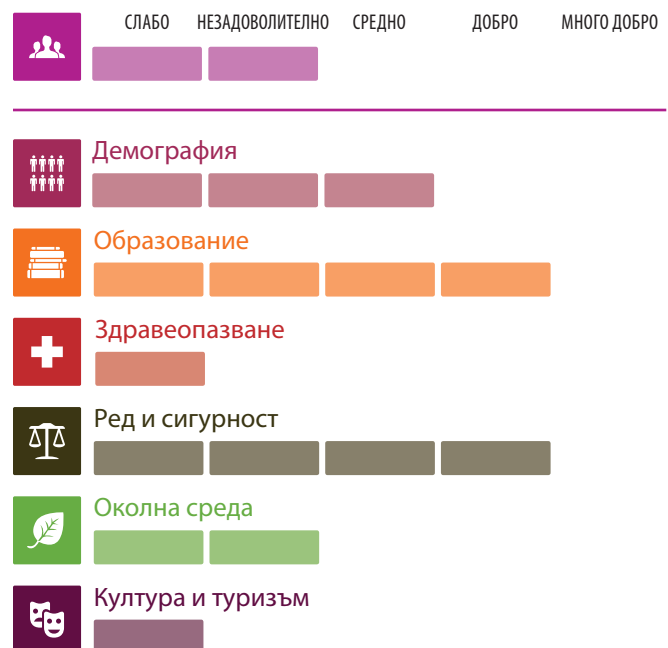 СЛАБО НЕЗАДОВОЛИТЕЛНО СРЕДНО ДОБРО МНОГО ДОБРО
Демография
Образование
Здравеопазване
Ред и сигурност
Околна среда
Култура и туризъм